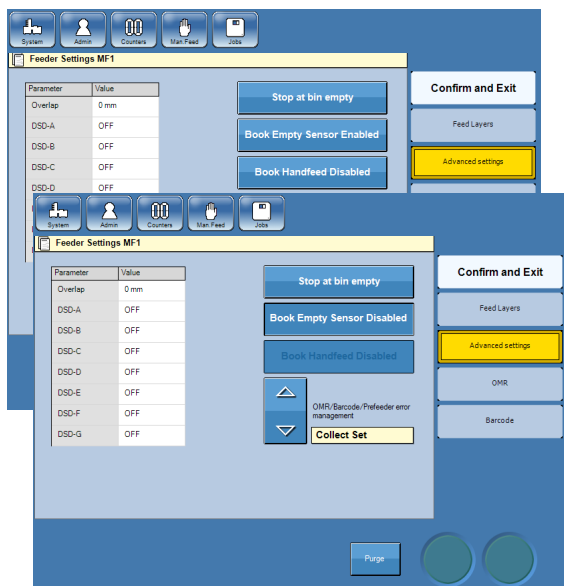 System
Admin
Counters
Man.Feed
Jobs
Feeder Settings MF1
Parameter Value
Overlap 0 mm
DSD-A OFF
DSD-B OFF
DSD-C OFF
DSD-D OFF
Stop at bin empty
Book Empty Sensor Enabled
Book Handfeed Disabled
Confirm and Exit
Feed Layers
Advanced settings
System
Admin
Counters
Man.Feed
Jobs
Feeder Settings MF1
Parameter Value
Overlap 0 mm
DSD-A OFF
DSD-B OFF
DSD-C OFF
DSD-D OFF
DSD-E OFF
DSD-F OFF
DSD-G OFF
Stop at bin empty
Book Empty Sensor Disabled
Book Handfeed Disabled
OMR/Barcode/Prefeeder error
management
Collect Set
Confirm and Exit
Feed Layers
Advanced settings
OMR
Barcode
Purge